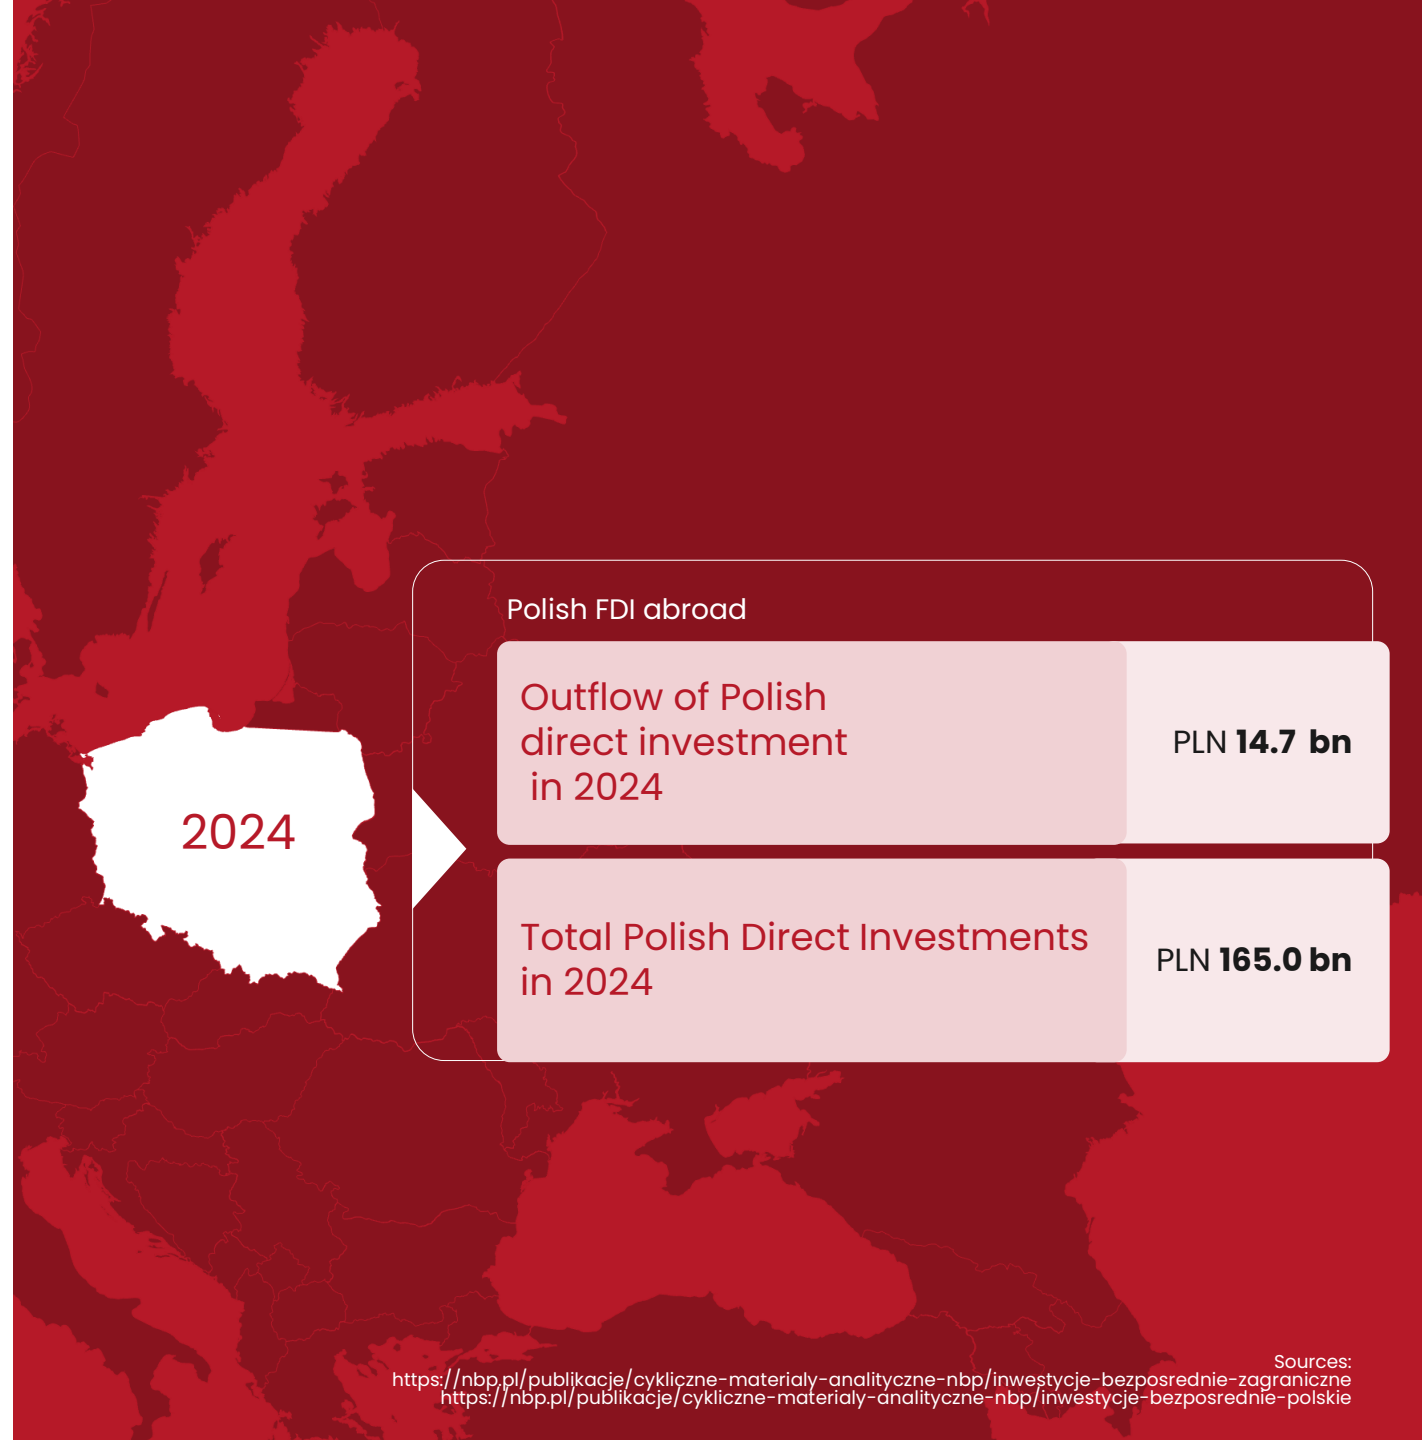 Polish FDI abroad
Outflow of Polish
direct investment
in 2024
PLN 14.7 bn
2024
Total Polish Direct Investments
in 2024
PLN 165.0 bn
Sources:
https://nbp.pl/publikacje/cykliczne-materialy-analityczne-nbp/inwestycje-bezposrednie-zagraniczne
https://nbp.pl/publikacje/cykliczne-materialy-analityczne-nbp/inwestycje-bezposrednie-polskie